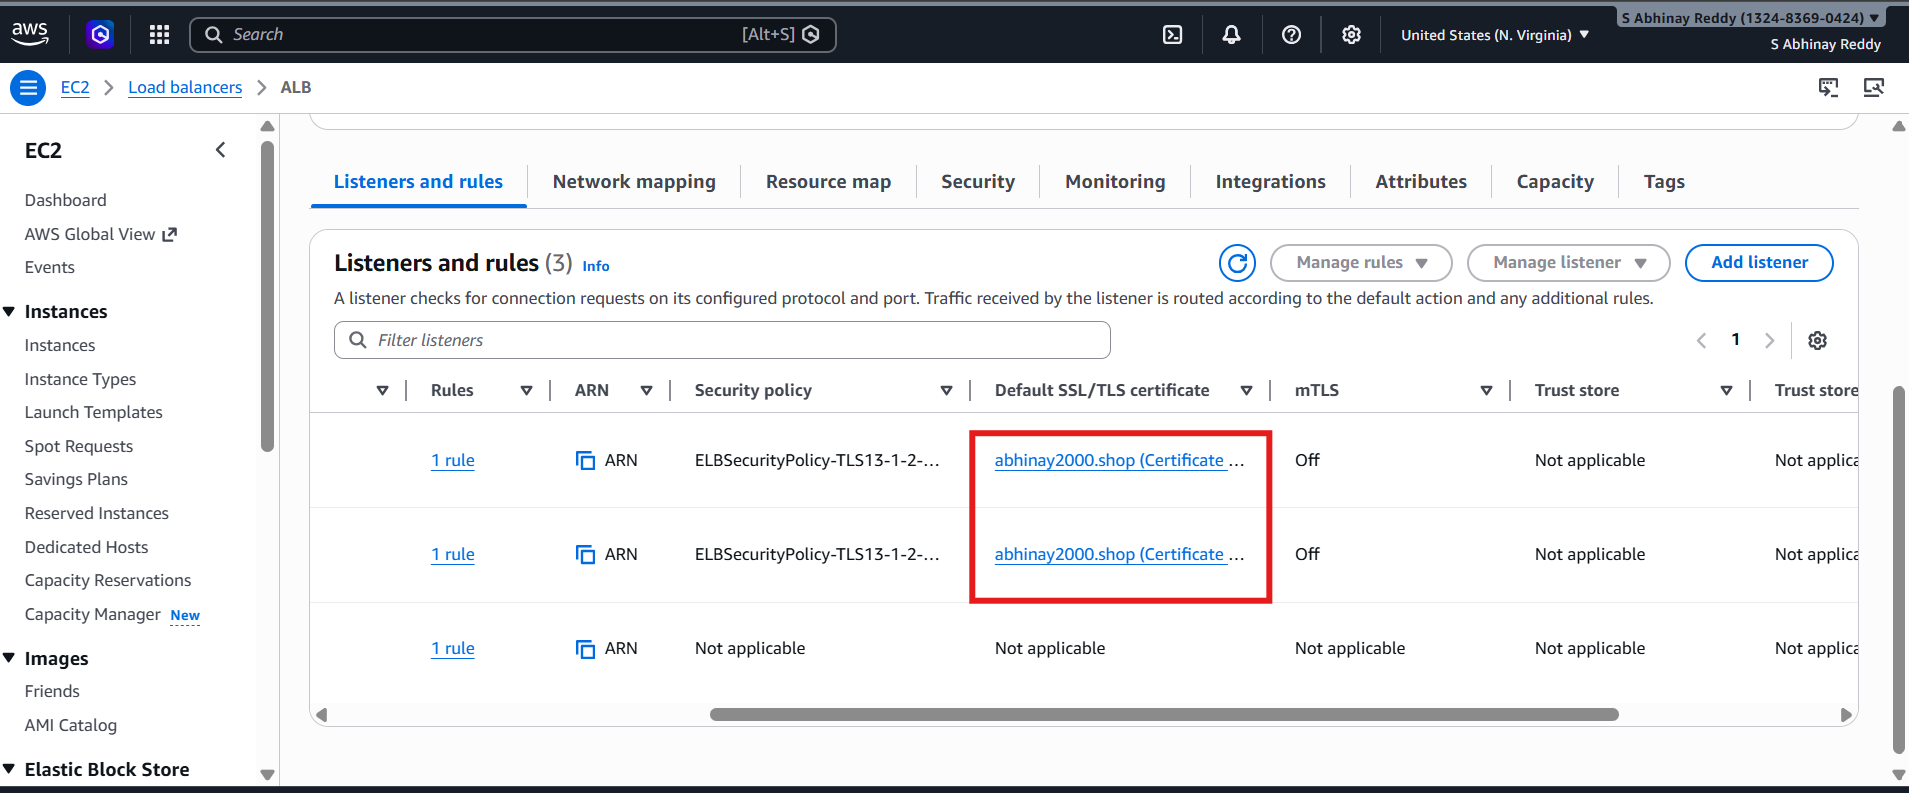 aws
Search
[Alt+S]
United States (N. Virginia)
S Abhinay Reddy (1324-8369-0424)
S Abhinay Reddy
EC2
Load balancers
ALB
EC2
Dashboard
AWS Global View
Events
Instances
Instances
Instance Types
Launch Templates
Spot Requests
Savings Plans
Reserved Instances
Dedicated Hosts
Capacity Reservations
Capacity Manager New
Images
Friends
AMI Catalog
Elastic Block Store
Listeners and rules
Network mapping
Resource map
Security
Monitoring
Integrations
Attributes
Capacity
Tags
Listeners and rules (3) Info
Manage rules
Manage listener
Add listener
A listener checks for connection requests on its configured protocol and port. Traffic received by the listener is routed according to the default action and any additional rules.
Filter listeners
1
Rules ARN Security policy Default SSL/TLS certificate mTLS Trust store Trust store
1 rule ARN ELBSecurityPolicy-TLS13-1-2-... abhinay2000.shop (Certificate ... Off Not applicable Not applica
1 rule ARN ELBSecurityPolicy-TLS13-1-2-... abhinay2000.shop (Certificate ... Off Not applicable Not applica
1 rule ARN Not applicable Not applicable Not applicable Not applicable Not applica